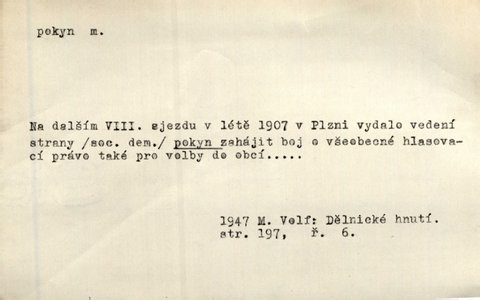 pokyn m.
Na dalším VIII. sjezdu v létě 1907 v Plzni vydalo vedení
strany /soc. dem./ pokyn zahájit boj o všeobecné hlasova-
cí právo také pro volby do obcí.....
1947 M. Volf: Dělnické hnutí.
str. 197, ř. 6.